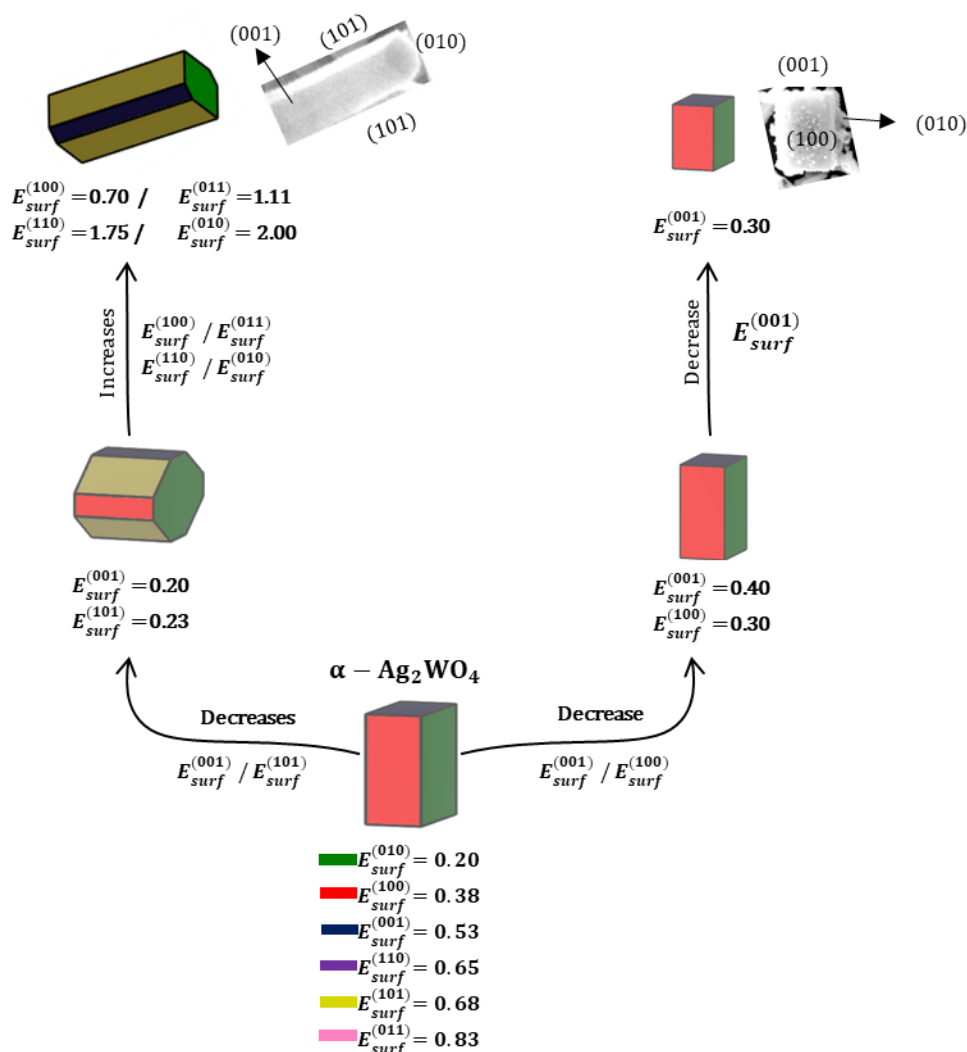 (001)
(101)
(010)
(101)
(001)
(100)
(010)
E_surf^(100) = 0.70 / E_surf^(011) = 1.11
E_surf^(110) = 1.75 / E_surf^(010) = 2.00
E_surf^(001) = 0.30
Increases
E_surf^(100) / E_surf^(011)
E_surf^(110) / E_surf^(010)
Decrease
E_surf^(001)
E_surf^(001) = 0.20
E_surf^(101) = 0.23
E_surf^(001) = 0.40
E_surf^(100) = 0.30
α − Ag₂WO₄
Decreases
E_surf^(001) / E_surf^(101)
Decrease
E_surf^(001) / E_surf^(100)
E_surf^(010) = 0.20
E_surf^(100) = 0.38
E_surf^(001) = 0.53
E_surf^(110) = 0.65
E_surf^(101) = 0.68
E_surf^(011) = 0.83